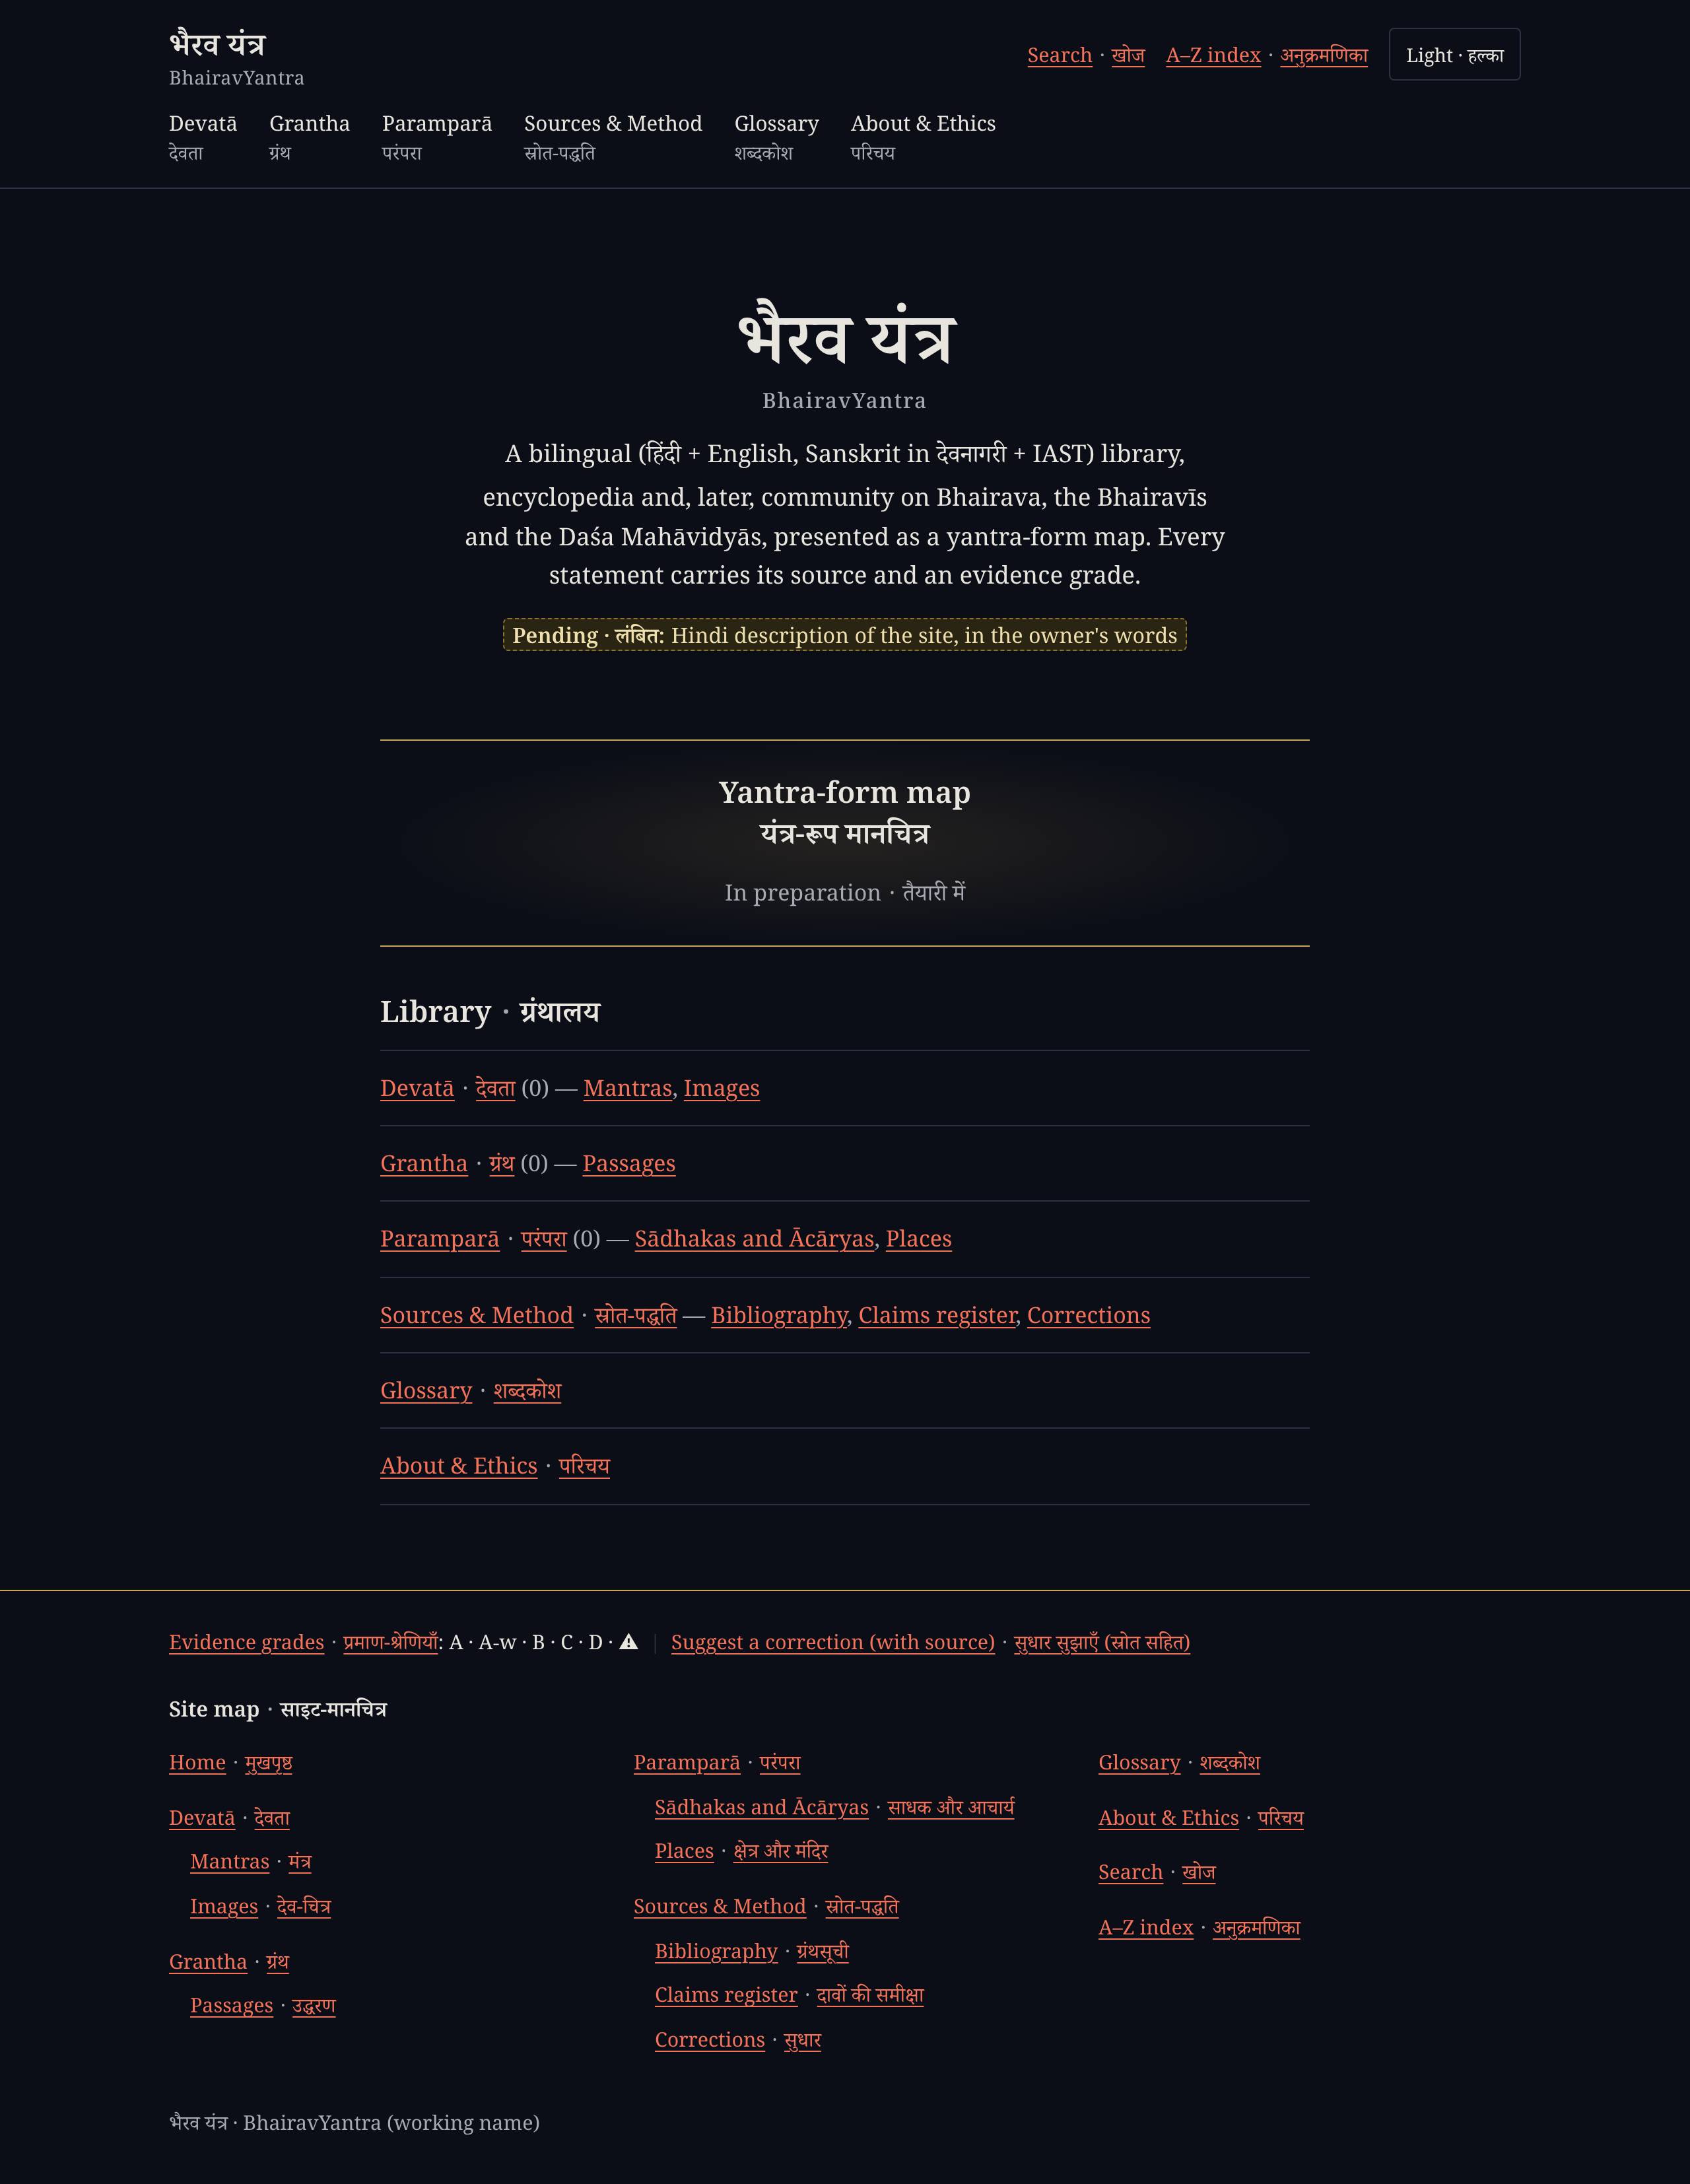 भैरव यंत्र
BhairavYantra
Search · खोज A–Z index · अनुक्रमणिका Light · हल्का
Devatā Grantha Paramparā Sources & Method Glossary About & Ethics
देवता ग्रंथ परंपरा स्रोत-पद्धति शब्दकोश परिचय
भैरव यंत्र
BhairavYantra
A bilingual (हिंदी + English, Sanskrit in देवनागरी + IAST) library,
encyclopedia and, later, community on Bhairava, the Bhairavīs
and the Daśa Mahāvidyās, presented as a yantra-form map. Every
statement carries its source and an evidence grade.
Pending · लंबित: Hindi description of the site, in the owner's words
Yantra-form map
यंत्र-रूप मानचित्र
In preparation · तैयारी में
Library · ग्रंथालय
Devatā · देवता (0) — Mantras, Images
Grantha · ग्रंथ (0) — Passages
Paramparā · परंपरा (0) — Sādhakas and Ācāryas, Places
Sources & Method · स्रोत-पद्धति — Bibliography, Claims register, Corrections
Glossary · शब्दकोश
About & Ethics · परिचय
Evidence grades · प्रमाण-श्रेणियाँ: A · A-w · B · C · D · ⚠ | Suggest a correction (with source) · सुधार सुझाएँ (स्रोत सहित)
Site map · साइट-मानचित्र
Home · मुखपृष्ठ
Devatā · देवता
Mantras · मंत्र
Images · देव-चित्र
Grantha · ग्रंथ
Passages · उद्धरण
Paramparā · परंपरा
Sādhakas and Ācāryas · साधक और आचार्य
Places · क्षेत्र और मंदिर
Sources & Method · स्रोत-पद्धति
Bibliography · ग्रंथसूची
Claims register · दावों की समीक्षा
Corrections · सुधार
Glossary · शब्दकोश
About & Ethics · परिचय
Search · खोज
A–Z index · अनुक्रमणिका
भैरव यंत्र · BhairavYantra (working name)